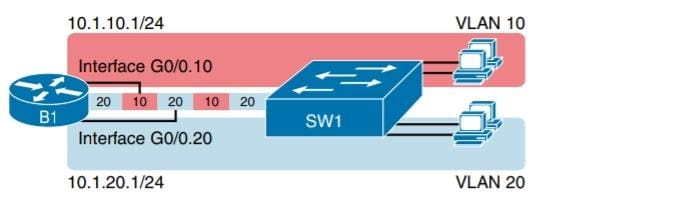 10.1.10.1/24 VLAN 10
Interface G0/0.10
20 10 20 10 20
B1
SW1
Interface G0/0.20
10.1.20.1/24 VLAN 20